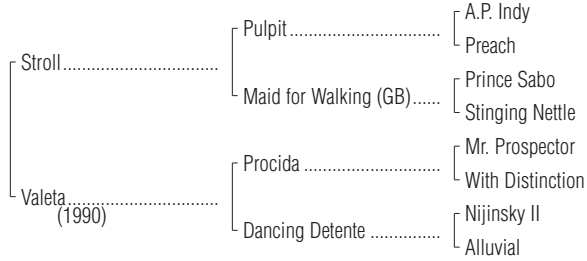 A.P. Indy
Pulpit
Preach
Stroll
Prince Sabo
Maid for Walking (GB)
Stinging Nettle
Mr. Prospector
Procida
With Distinction
Valeta
(1990)
Nijinsky II
Dancing Detente
Alluvial